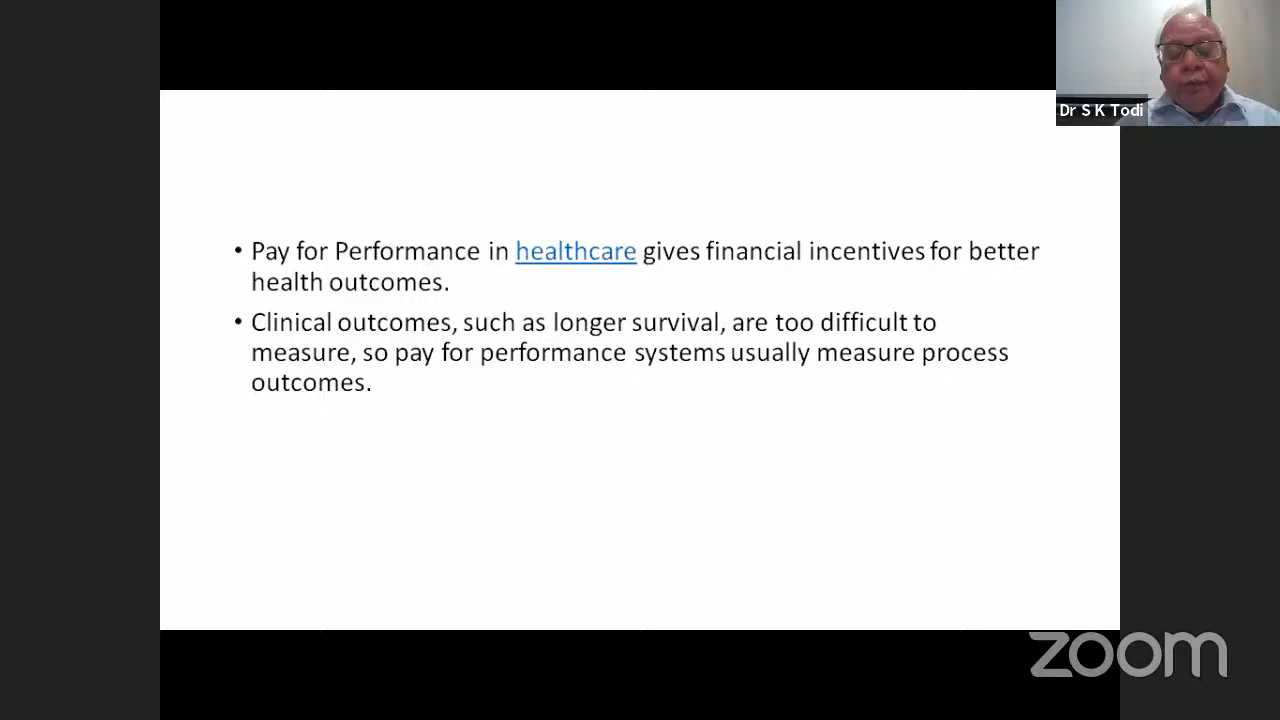 Dr S K Todi
• Pay for Performance in healthcare gives financial incentives for better
health outcomes.
• Clinical outcomes, such as longer survival, are too difficult to
measure, so pay for performance systems usually measure process
outcomes.
zoom